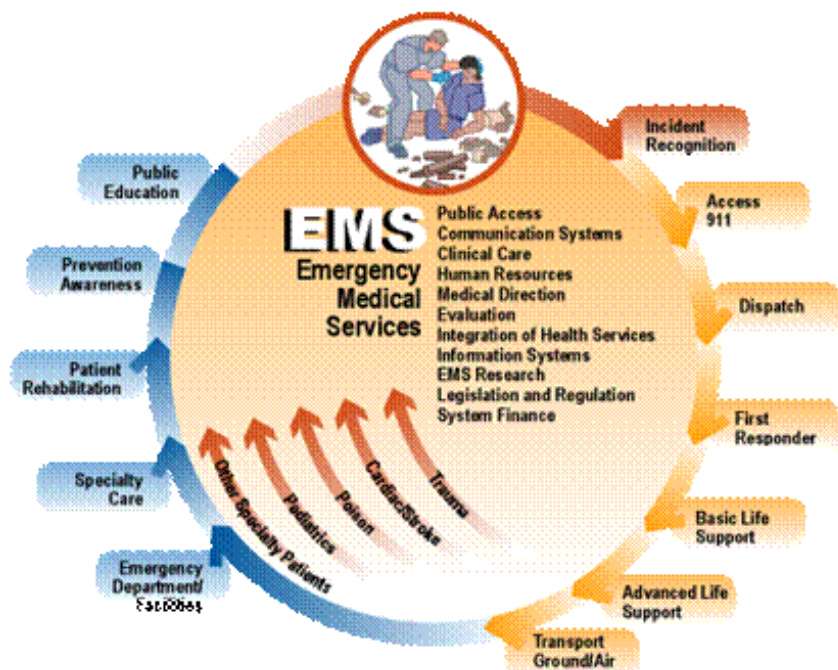 Incident
Recognition
Access
911
Dispatch
First
Responder
Basic Life
Support
Advanced Life
Support
Transport
Ground/Air
Emergency
Department/
Facilities
Specialty
Care
Patient
Rehabilitation
Prevention
Awareness
Public
Education
EMS
Emergency
Medical
Services
Public Access
Communication Systems
Clinical Care
Human Resources
Medical Direction
Evaluation
Integration of Health Services
Information Systems
EMS Research
Legislation and Regulation
System Finance
Other Specialty Patients
Pediatrics
Poison
Cardiac/Stroke
Trauma